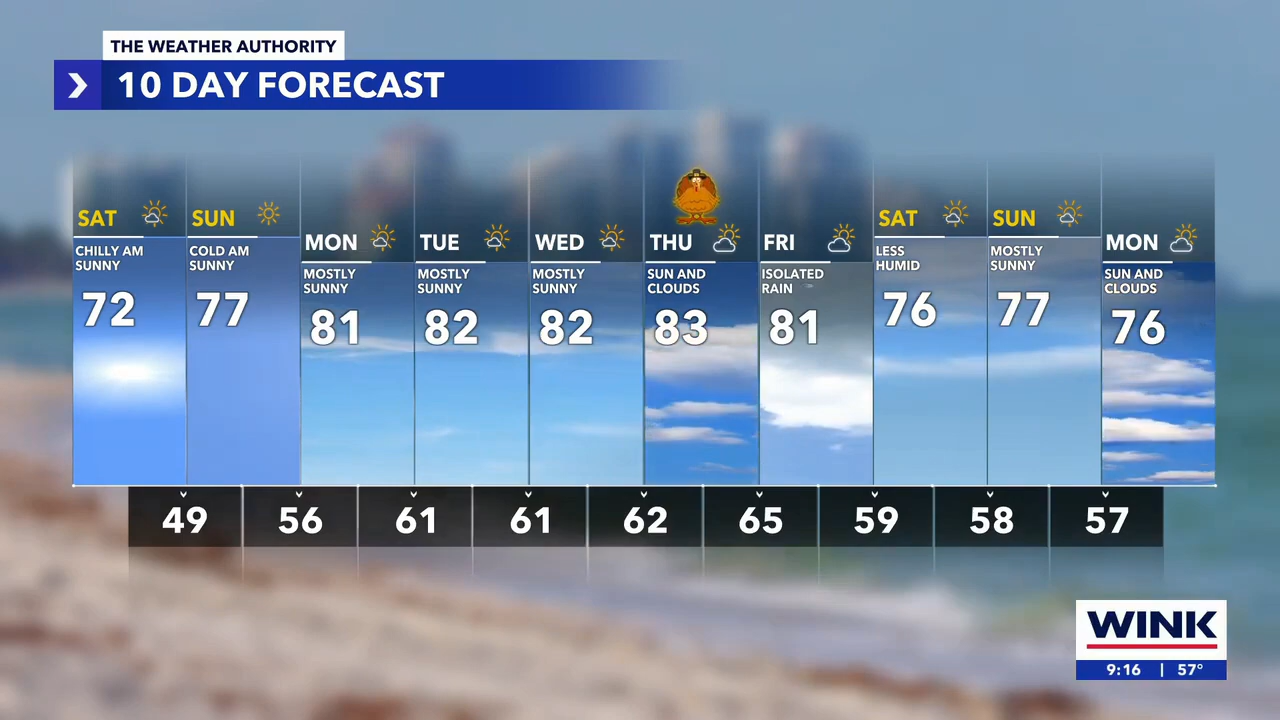 THE WEATHER AUTHORITY
10 DAY FORECAST
SAT
CHILLY AM
SUNNY
72
SUN
COLD AM
SUNNY
77
MON
MOSTLY
SUNNY
81
TUE
MOSTLY
SUNNY
82
WED
MOSTLY
SUNNY
82
THU
SUN AND
CLOUDS
83
FRI
ISOLATED
RAIN
81
SAT
LESS
HUMID
76
SUN
MOSTLY
SUNNY
77
MON
SUN AND
CLOUDS
76
49 56 61 61 62 65 59 58 57
WINK
9:16 | 57°